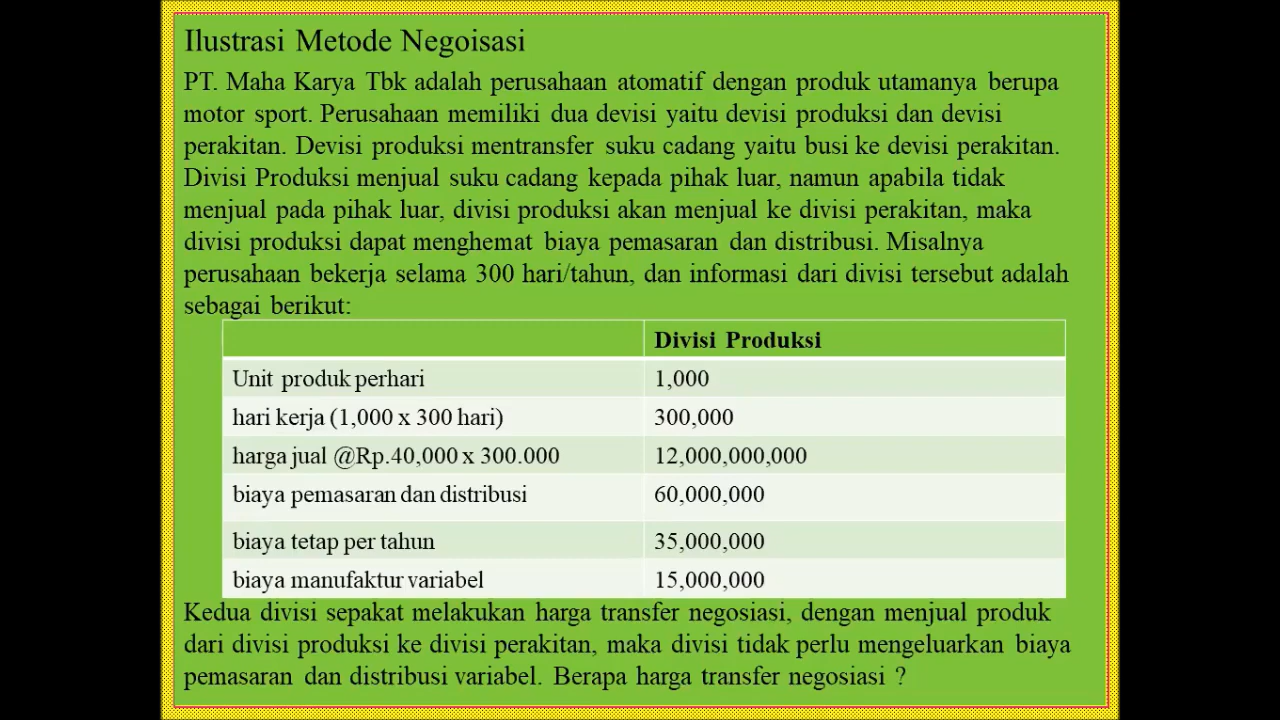 Ilustrasi Metode Negoisasi
PT. Maha Karya Tbk adalah perusahaan atomatif dengan produk utamanya berupa
motor sport. Perusahaan memiliki dua devisi yaitu devisi produksi dan devisi
perakitan. Devisi produksi mentransfer suku cadang yaitu busi ke devisi perakitan.
Divisi Produksi menjual suku cadang kepada pihak luar, namun apabila tidak
menjual pada pihak luar, divisi produksi akan menjual ke divisi perakitan, maka
divisi produksi dapat menghemat biaya pemasaran dan distribusi. Misalnya
perusahaan bekerja selama 300 hari/tahun, dan informasi dari divisi tersebut adalah
sebagai berikut:
Divisi Produksi
Unit produk perhari 1,000
hari kerja (1,000 x 300 hari) 300,000
harga jual @Rp.40,000 x 300.000 12,000,000,000
biaya pemasaran dan distribusi 60,000,000
biaya tetap per tahun 35,000,000
biaya manufaktur variabel 15,000,000
Kedua divisi sepakat melakukan harga transfer negosiasi, dengan menjual produk
dari divisi produksi ke divisi perakitan, maka divisi tidak perlu mengeluarkan biaya
pemasaran dan distribusi variabel. Berapa harga transfer negosiasi ?